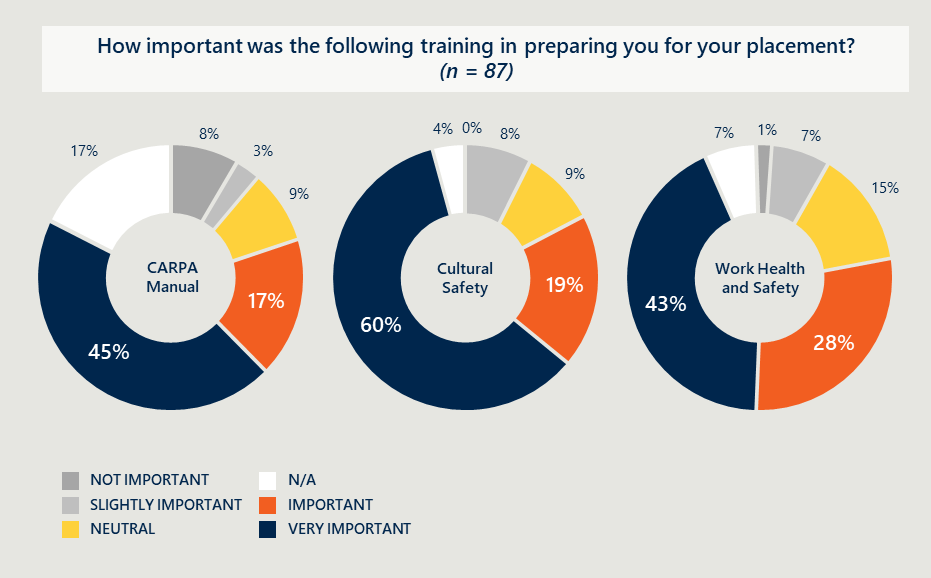 How important was the following training in preparing you for your placement?
(n = 87)
17%
8%
3%
9%
17%
45%
CARPA
Manual
4%
0%
8%
9%
19%
60%
Cultural
Safety
7%
1%
7%
15%
28%
43%
Work Health
and Safety
NOT IMPORTANT
SLIGHTLY IMPORTANT
NEUTRAL
N/A
IMPORTANT
VERY IMPORTANT